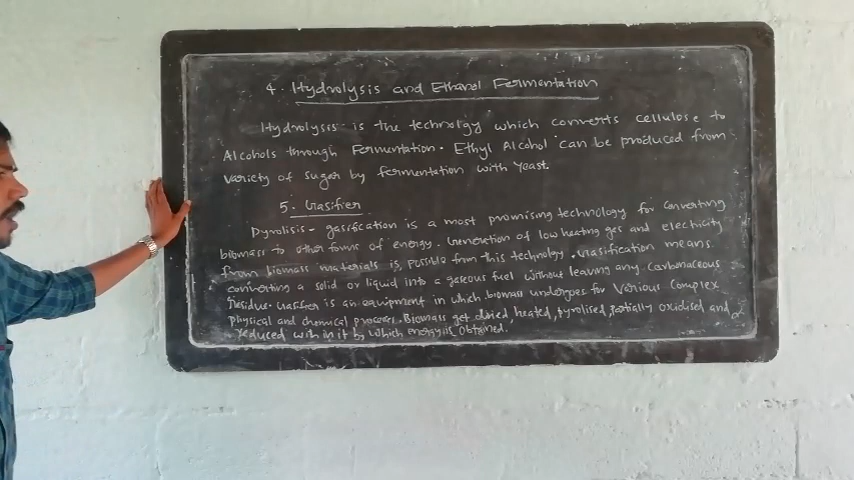 4. Hydrolysis and Ethanol Fermentation
Hydrolysis is the technolgy which converts cellulose to
Alcohols through Fermentation. Ethyl Alcohol can be produced from
Variety of sugar by fermentation with Yeast.
5. Gasifier
Pyrolisis - gasification is a most promising technology for converting
biomass to other forms of energy. Generation of low heating gas and electricity
from biomass materials is possible from this technology. Gasification means
converting a solid or liquid into a gaseous fuel without leaving any carbonaceous
residue. Gasifier is an equipment in which biomass undergoes for Various Complex
physical and chemical process. Biomass get dried, heated, pyrolised, partially oxidised and
reduced with in it by which energy is obtained.